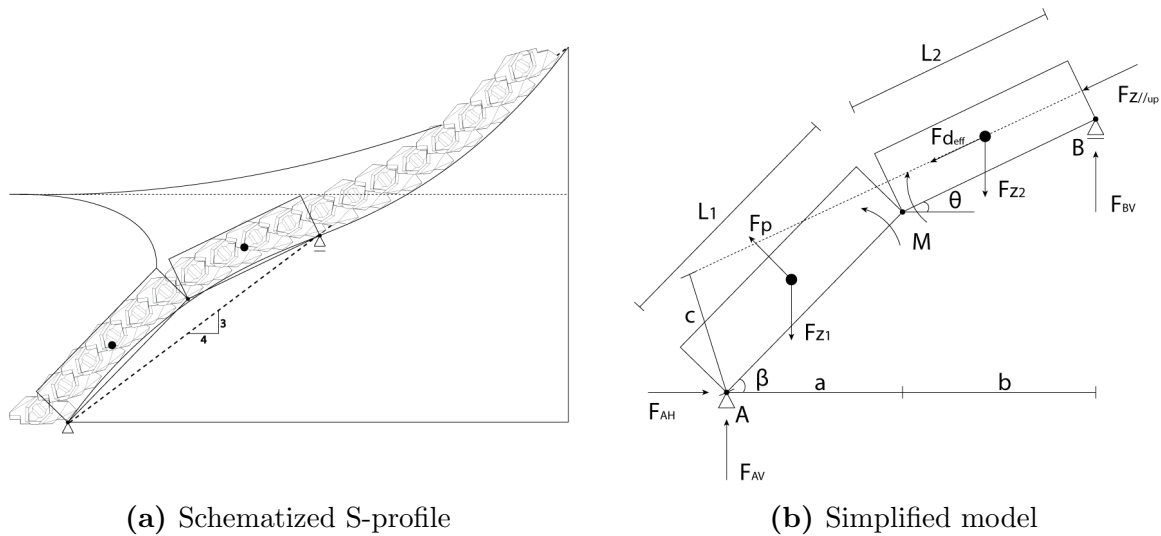 3
4
L2
Fz//up
Fdeff
B
L1
Fz2
θ
FBV
Fp
M
c
Fz1
β
a
b
FAH
A
FAV
(a) Schematized S-profile
(b) Simplified model